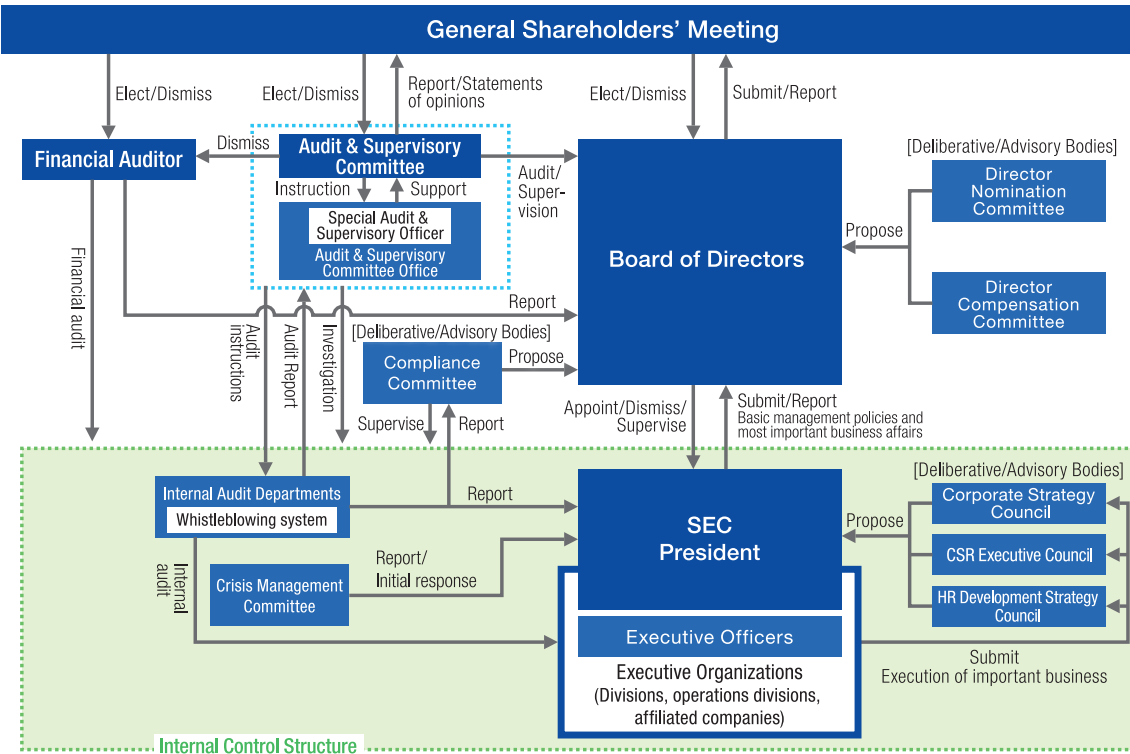 General Shareholders' Meeting
Elect/Dismiss
Elect/Dismiss
Report/Statements
of opinions
Elect/Dismiss
Submit/Report
Financial Auditor
Dismiss
Audit & Supervisory
Committee
Audit/
Super-
vision
Instruction
Support
Special Audit &
Supervisory Officer
Audit & Supervisory
Committee Office
Board of Directors
[Deliberative/Advisory Bodies]
Director
Nomination
Committee
Propose
Director
Compensation
Committee
Financial audit
Report
Audit
instructions
Audit Report
Investigation
[Deliberative/Advisory Bodies]
Compliance
Committee
Propose
Supervise
Report
Appoint/Dismiss/
Supervise
Submit/Report
Basic management policies and
most important business affairs
Internal Audit Departments
Whistleblowing system
Report
SEC
President
[Deliberative/Advisory Bodies]
Corporate Strategy
Council
Propose
CSR Executive Council
HR Development Strategy
Council
Report/
Initial response
Crisis Management
Committee
Internal
audit
Executive Officers
Executive Organizations
(Divisions, operations divisions,
affiliated companies)
Submit
Execution of important business
Internal Control Structure